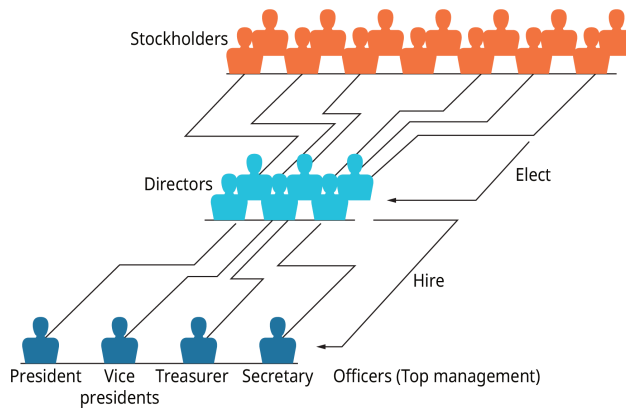 Stockholders
Directors
Elect
Hire
President
Vice
presidents
Treasurer
Secretary
Officers (Top management)